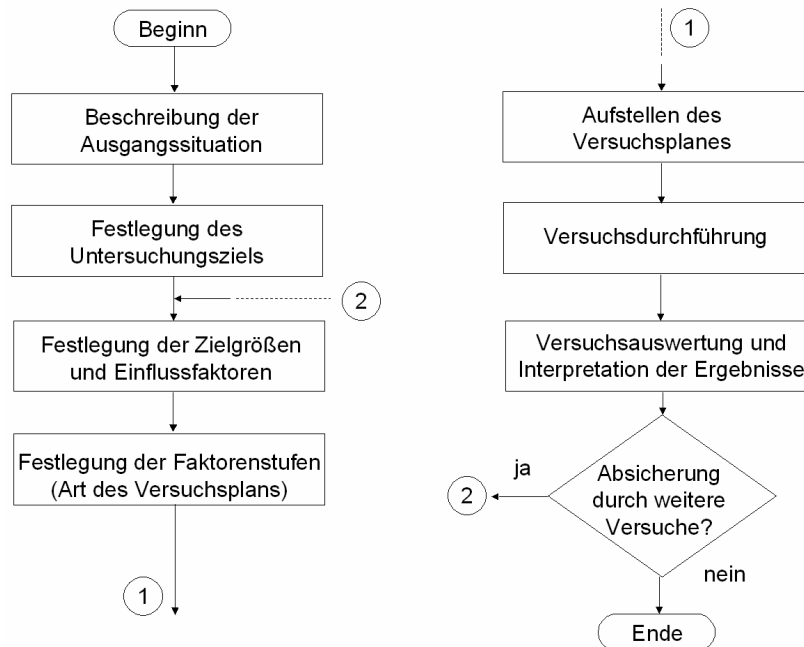 Beginn
Beschreibung der
Ausgangssituation
Festlegung des
Untersuchungsziels
2
Festlegung der Zielgrößen
und Einflussfaktoren
Festlegung der Faktorenstufen
(Art des Versuchsplans)
1
1
Aufstellen des
Versuchsplanes
Versuchsdurchführung
Versuchsauswertung und
Interpretation der Ergebnisse
Absicherung
durch weitere
Versuche?
ja
2
nein
Ende